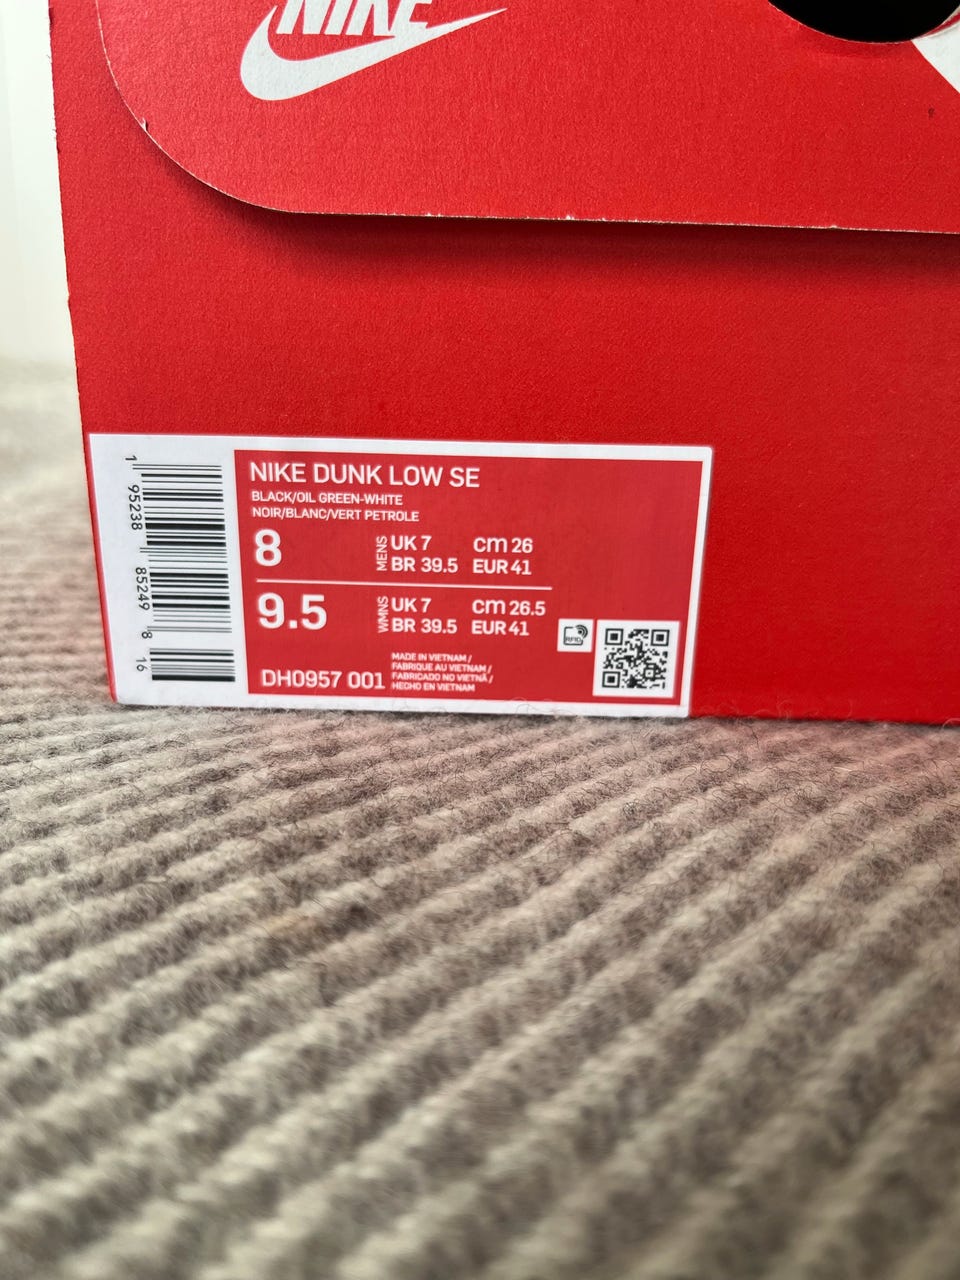 NIKE
NIKE DUNK LOW SE
BLACK/OIL GREEN-WHITE
NOIR/BLANC/VERT PETROLE
8 MENS UK 7 cm 26
BR 39.5 EUR 41
9.5 WMNS UK 7 cm 26.5
BR 39.5 EUR 41
RFID
DH0957 001
MADE IN VIETNAM /
FABRIQUE AU VIETNAM /
FABRICADO NO VIETNÃ /
HECHO EN VIETNAM
1 95238 85249 8 16